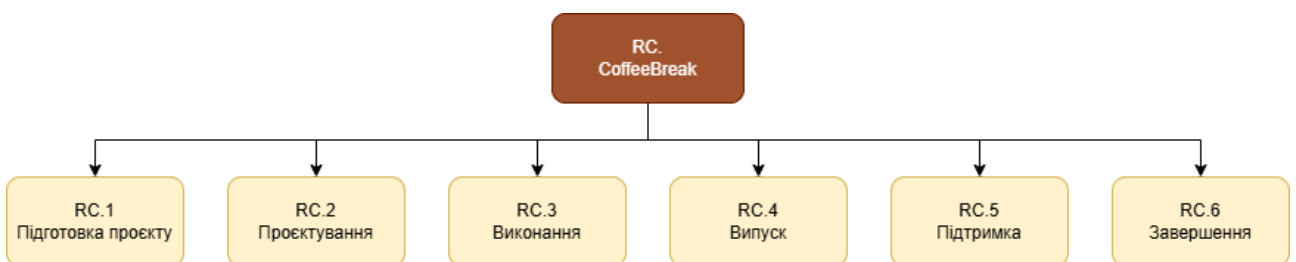 RC.
CoffeeBreak
RC.1
Підготовка проєкту
RC.2
Проєктування
RC.3
Виконання
RC.4
Випуск
RC.5
Підтримка
RC.6
Завершення